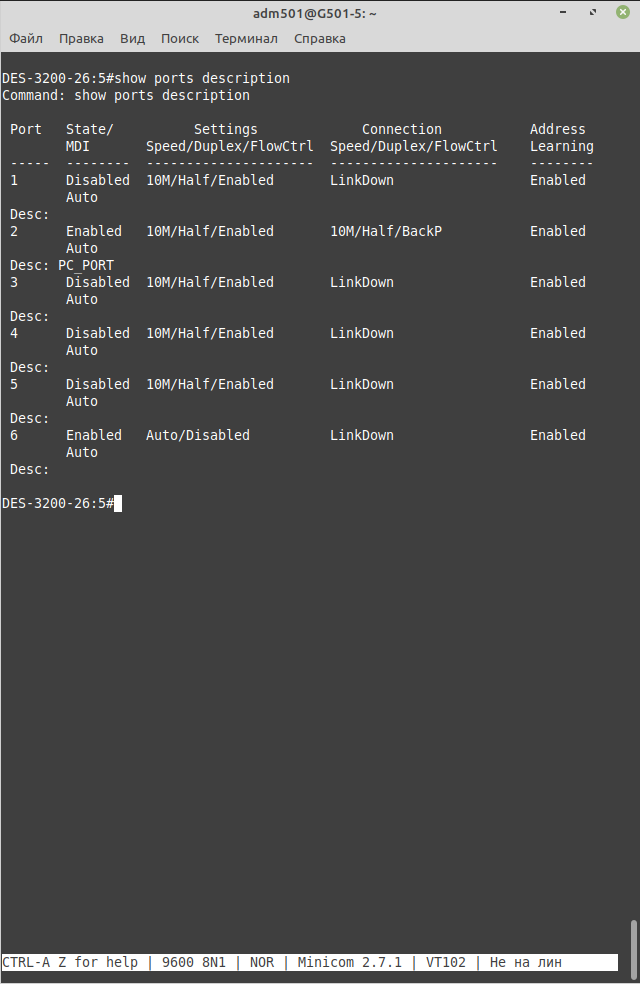 adm501@G501-5: ~
Файл Правка Вид Поиск Терминал Справка
DES-3200-26:5#show ports description
Command: show ports description
Port State/ Settings Connection Address
MDI Speed/Duplex/FlowCtrl Speed/Duplex/FlowCtrl Learning
----- -------- --------------------- --------------------- --------
1 Disabled 10M/Half/Enabled LinkDown Enabled
Auto
Desc:
2 Enabled 10M/Half/Enabled 10M/Half/BackP Enabled
Auto
Desc: PC_PORT
3 Disabled 10M/Half/Enabled LinkDown Enabled
Auto
Desc:
4 Disabled 10M/Half/Enabled LinkDown Enabled
Auto
Desc:
5 Disabled 10M/Half/Enabled LinkDown Enabled
Auto
Desc:
6 Enabled Auto/Disabled LinkDown Enabled
Auto
Desc:
DES-3200-26:5#
CTRL-A Z for help | 9600 8N1 | NOR | Minicom 2.7.1 | VT102 | Не на лин